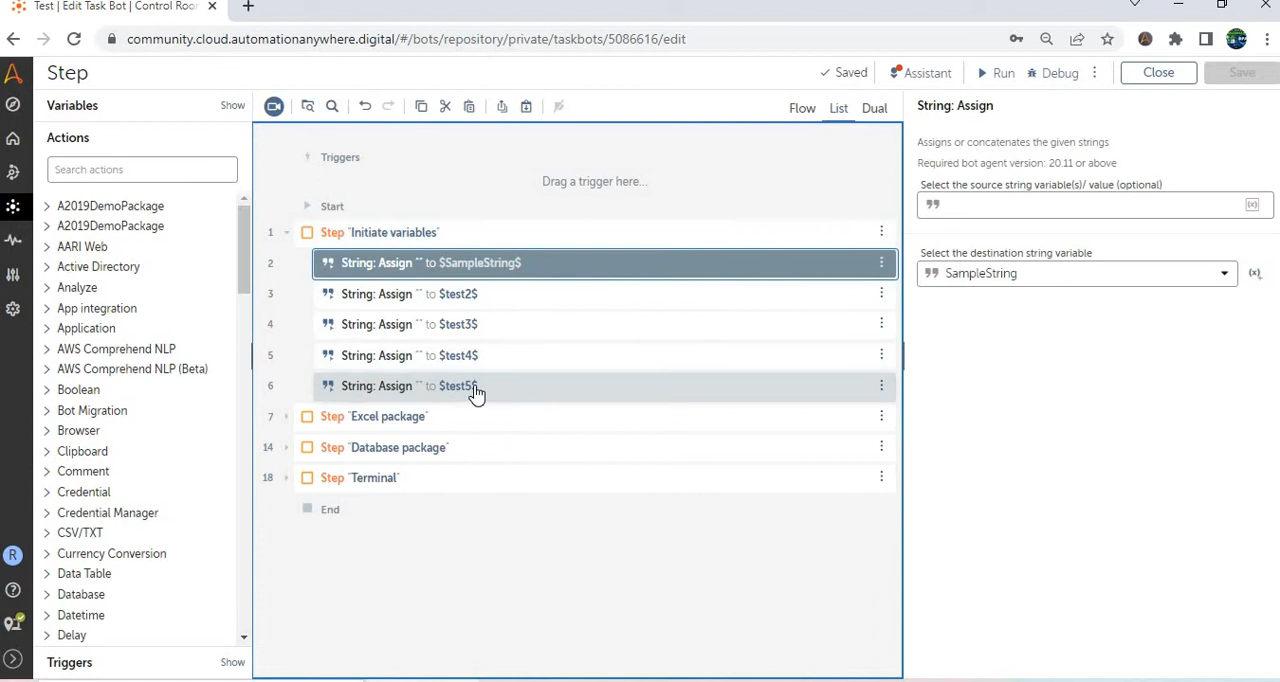 Test | Edit Task Bot | Control Roo
community.cloud.automationanywhere.digital/#/bots/repository/private/taskbots/5086616/edit
Step
Saved
Assistant
Run
Debug
Close
Save
Variables
Show
Actions
Search actions
A2019DemoPackage
A2019DemoPackage
AARI Web
Active Directory
Analyze
App integration
Application
AWS Comprehend NLP
AWS Comprehend NLP (Beta)
Boolean
Bot Migration
Browser
Clipboard
Comment
Credential
Credential Manager
CSV/TXT
Currency Conversion
Data Table
Database
Datetime
Delay
Triggers
Show
R
Flow
List
Dual
Triggers
Drag a trigger here...
Start
1 Step "Initiate variables"
2 String: Assign "" to $SampleString$
3 String: Assign "" to $test2$
4 String: Assign "" to $test3$
5 String: Assign "" to $test4$
6 String: Assign "" to $test5$
7 Step "Excel package"
14 Step "Database package"
18 Step "Terminal"
End
String: Assign
Assigns or concatenates the given strings
Required bot agent version: 20.11 or above
Select the source string variable(s)/ value (optional)
(x)
Select the destination string variable
SampleString
(x)